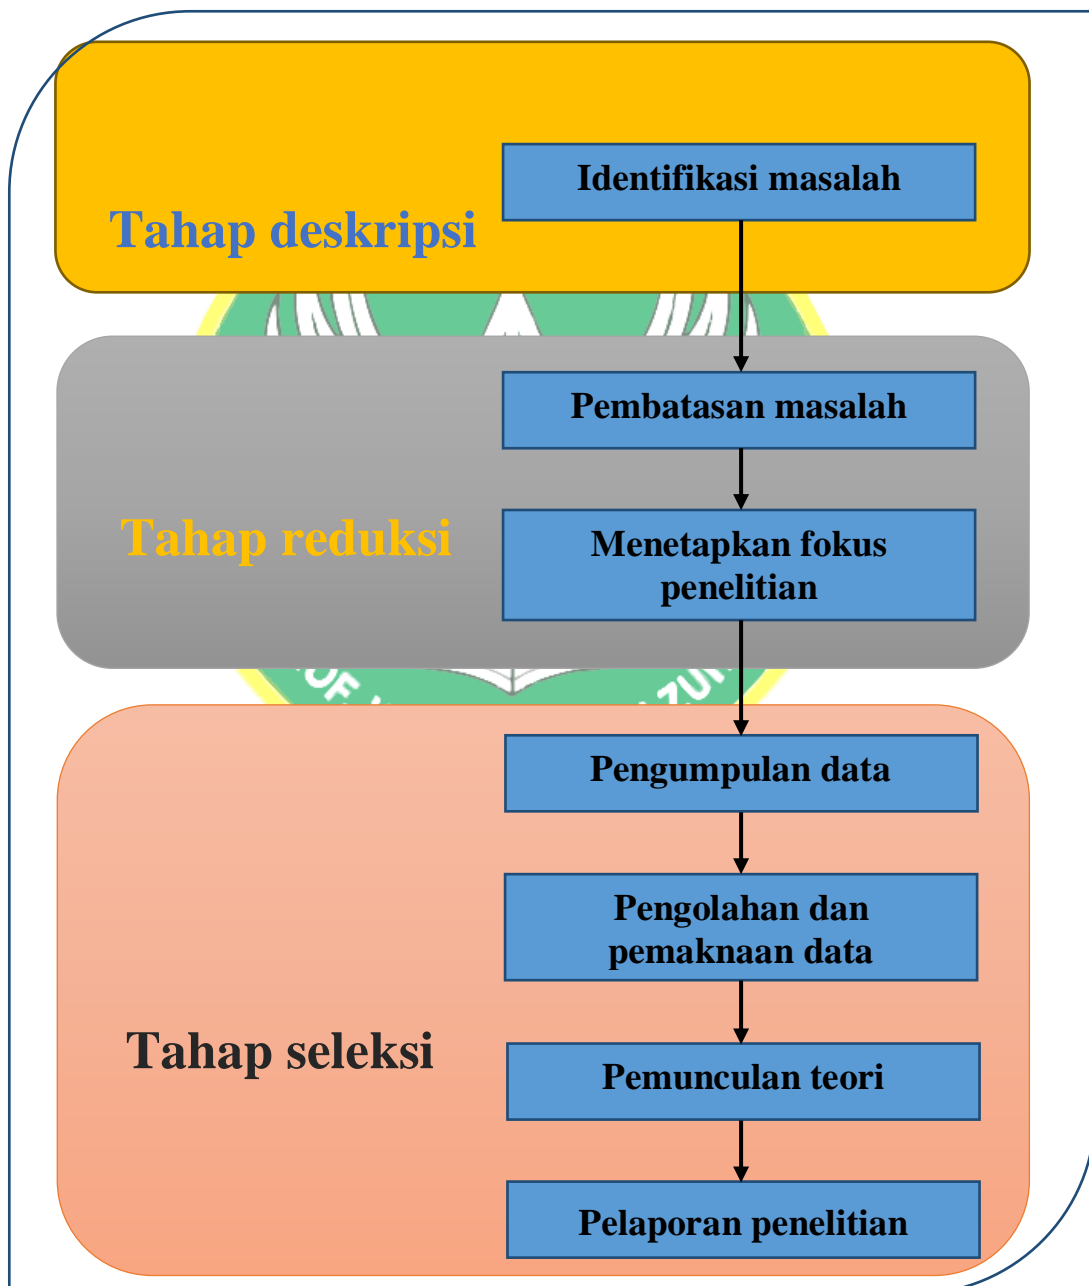 Identifikasi masalah
Tahap deskripsi
Pembatasan masalah
Tahap reduksi
Menetapkan fokus
penelitian
Pengumpulan data
Pengolahan dan
pemaknaan data
Tahap seleksi
Pemunculan teori
Pelaporan penelitian